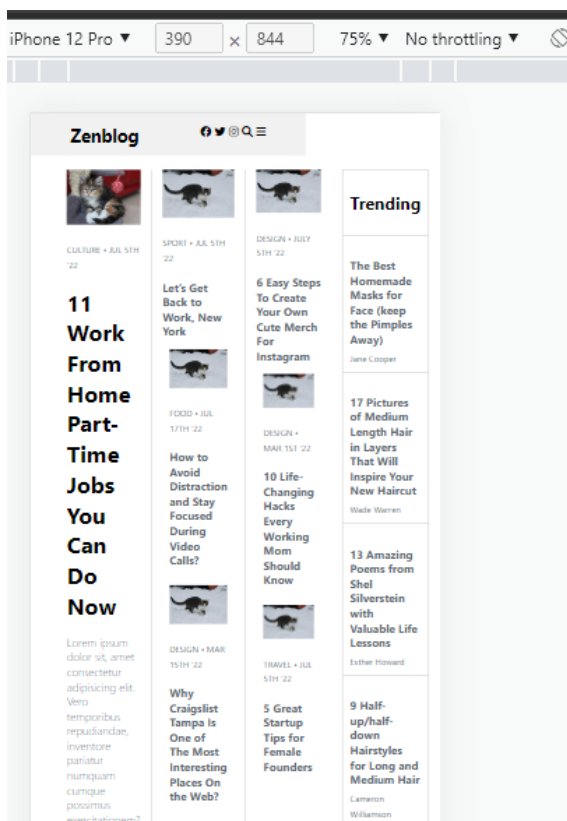 iPhone 12 Pro ▼ 390 × 844 75% ▼ No throttling ▼
Zenblog
CULTURE • JUL 5TH
'22
11
Work
From
Home
Part-
Time
Jobs
You
Can
Do
Now
Lorem ipsum
dolor sit, amet
consectetur
adipisicing elit.
Vero
temporibus
repudiandae,
inventore
pariatur
numquam
cumque
possimus
exercitationem?
SPORT • JUL 5TH
'22
Let's Get
Back to
Work, New
York
FOOD • JUL
17TH '22
How to
Avoid
Distraction
and Stay
Focused
During
Video
Calls?
DESIGN • MAR
15TH '22
Why
Craigslist
Tampa Is
One of
The Most
Interesting
Places On
the Web?
DESIGN • JULY
5TH '22
6 Easy Steps
To Create
Your Own
Cute Merch
For
Instagram
DESIGN •
MAR 1ST '22
10 Life-
Changing
Hacks
Every
Working
Mom
Should
Know
TRAVEL • JUL
5TH '22
5 Great
Startup
Tips for
Female
Founders
Trending
The Best
Homemade
Masks for
Face (keep
the Pimples
Away)
Jane Cooper
17 Pictures
of Medium
Length Hair
in Layers
That Will
Inspire Your
New Haircut
Wade Warren
13 Amazing
Poems from
Shel
Silverstein
with
Valuable Life
Lessons
Esther Howard
9 Half-
up/half-
down
Hairstyles
for Long and
Medium Hair
Cameron
Williamson